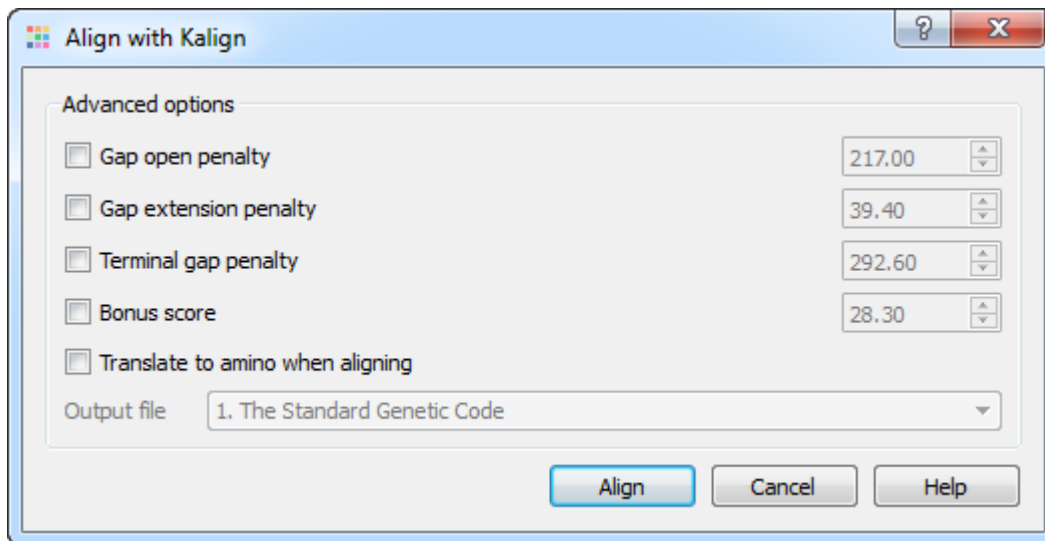 Align with Kalign
Advanced options
Gap open penalty 217.00
Gap extension penalty 39.40
Terminal gap penalty 292.60
Bonus score 28.30
Translate to amino when aligning
Output file 1. The Standard Genetic Code
Align Cancel Help